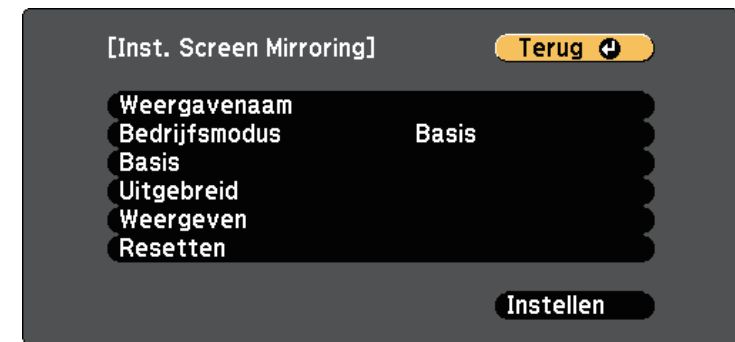 [Inst. Screen Mirroring] Terug
Weergavenaam
Bedrijfsmodus Basis
Basis
Uitgebreid
Weergeven
Resetten
Instellen